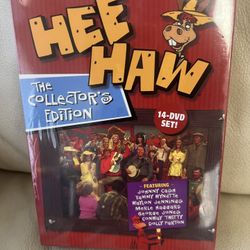 HEE
HAW
THE
COLLECTOR'S
EDITION
14-DVD
SET!
FEATURING
JOHNNY CASH
TAMMY WYNETTE
WAYLON JENNINGS
MERLE HAGGARD
GEORGE JONES
CONWAY TWITTY
DOLLY PARTON